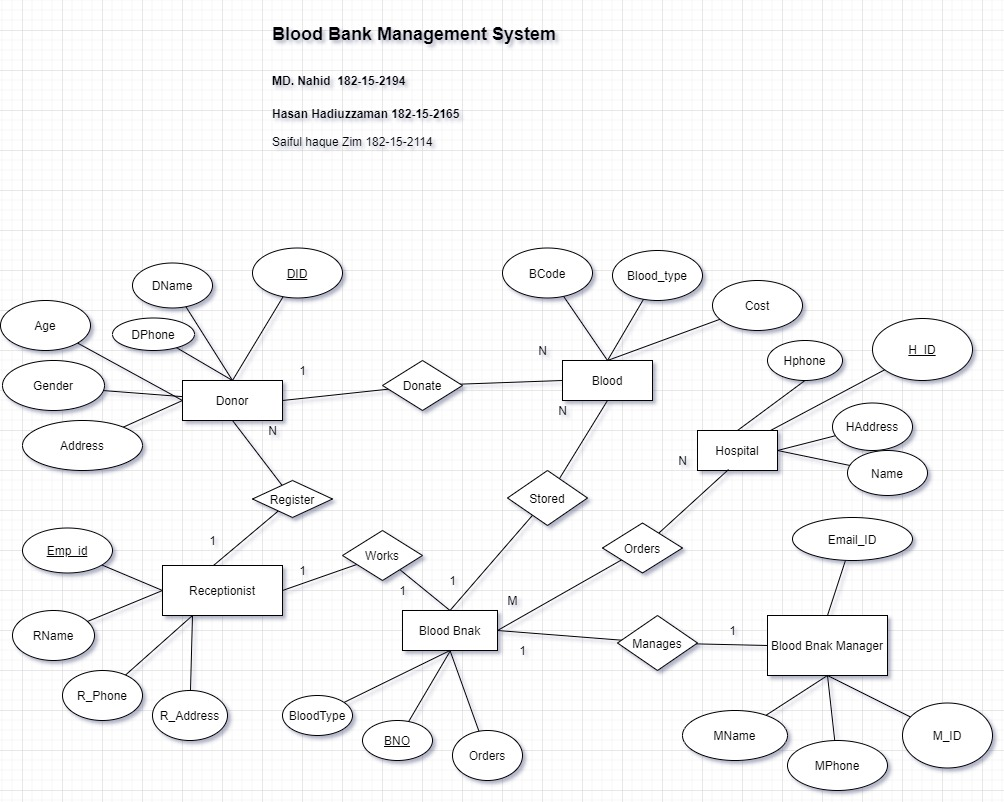 Blood Bank Management System
MD. Nahid 182-15-2194
Hasan Hadiuzzaman 182-15-2165
Saiful haque Zim 182-15-2114
DID
BCode
Blood_type
DName
Cost
Age
DPhone
H_ID
N
Hphone
1
Gender
Donate
Blood
Donor
N
HAddress
N
Address
Hospital
N
Name
Stored
Register
Email_ID
1
Orders
Emp_id
Works
1
1
1
Receptionist
M
Blood Bnak
1
RName
Manages
Blood Bnak Manager
1
R_Phone
R_Address
BloodType
MName
M_ID
BNO
Orders
MPhone